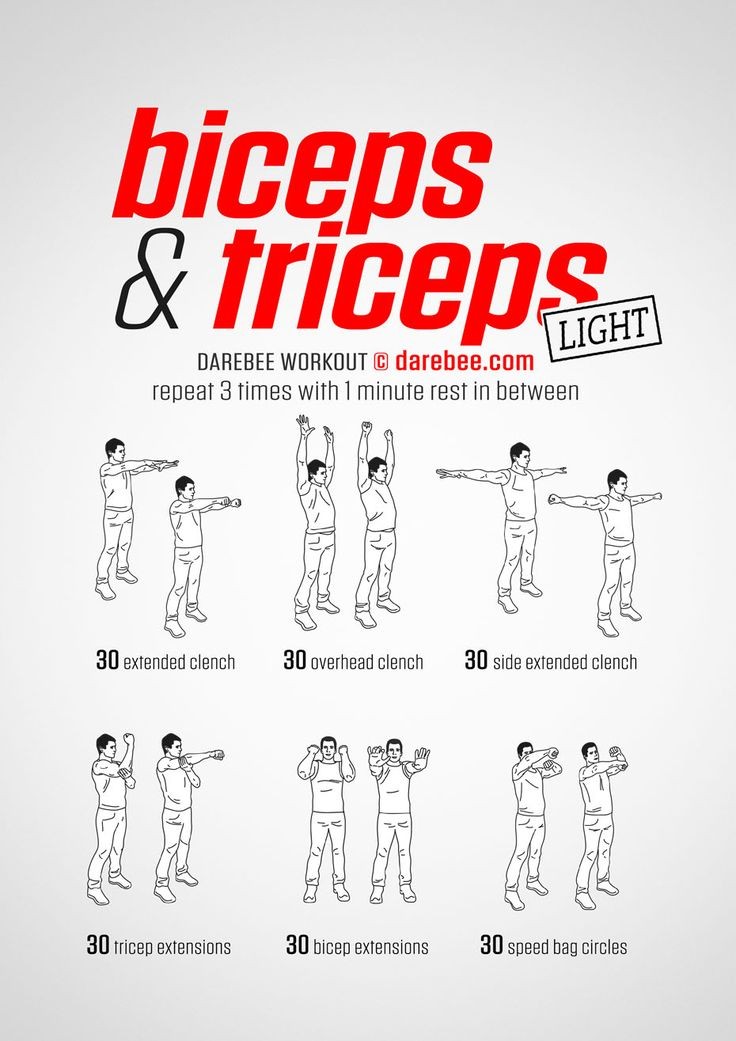 biceps
& triceps
LIGHT
DAREBEE WORKOUT © darebee.com
repeat 3 times with 1 minute rest in between
30 extended clench
30 overhead clench
30 side extended clench
30 tricep extensions
30 bicep extensions
30 speed bag circles